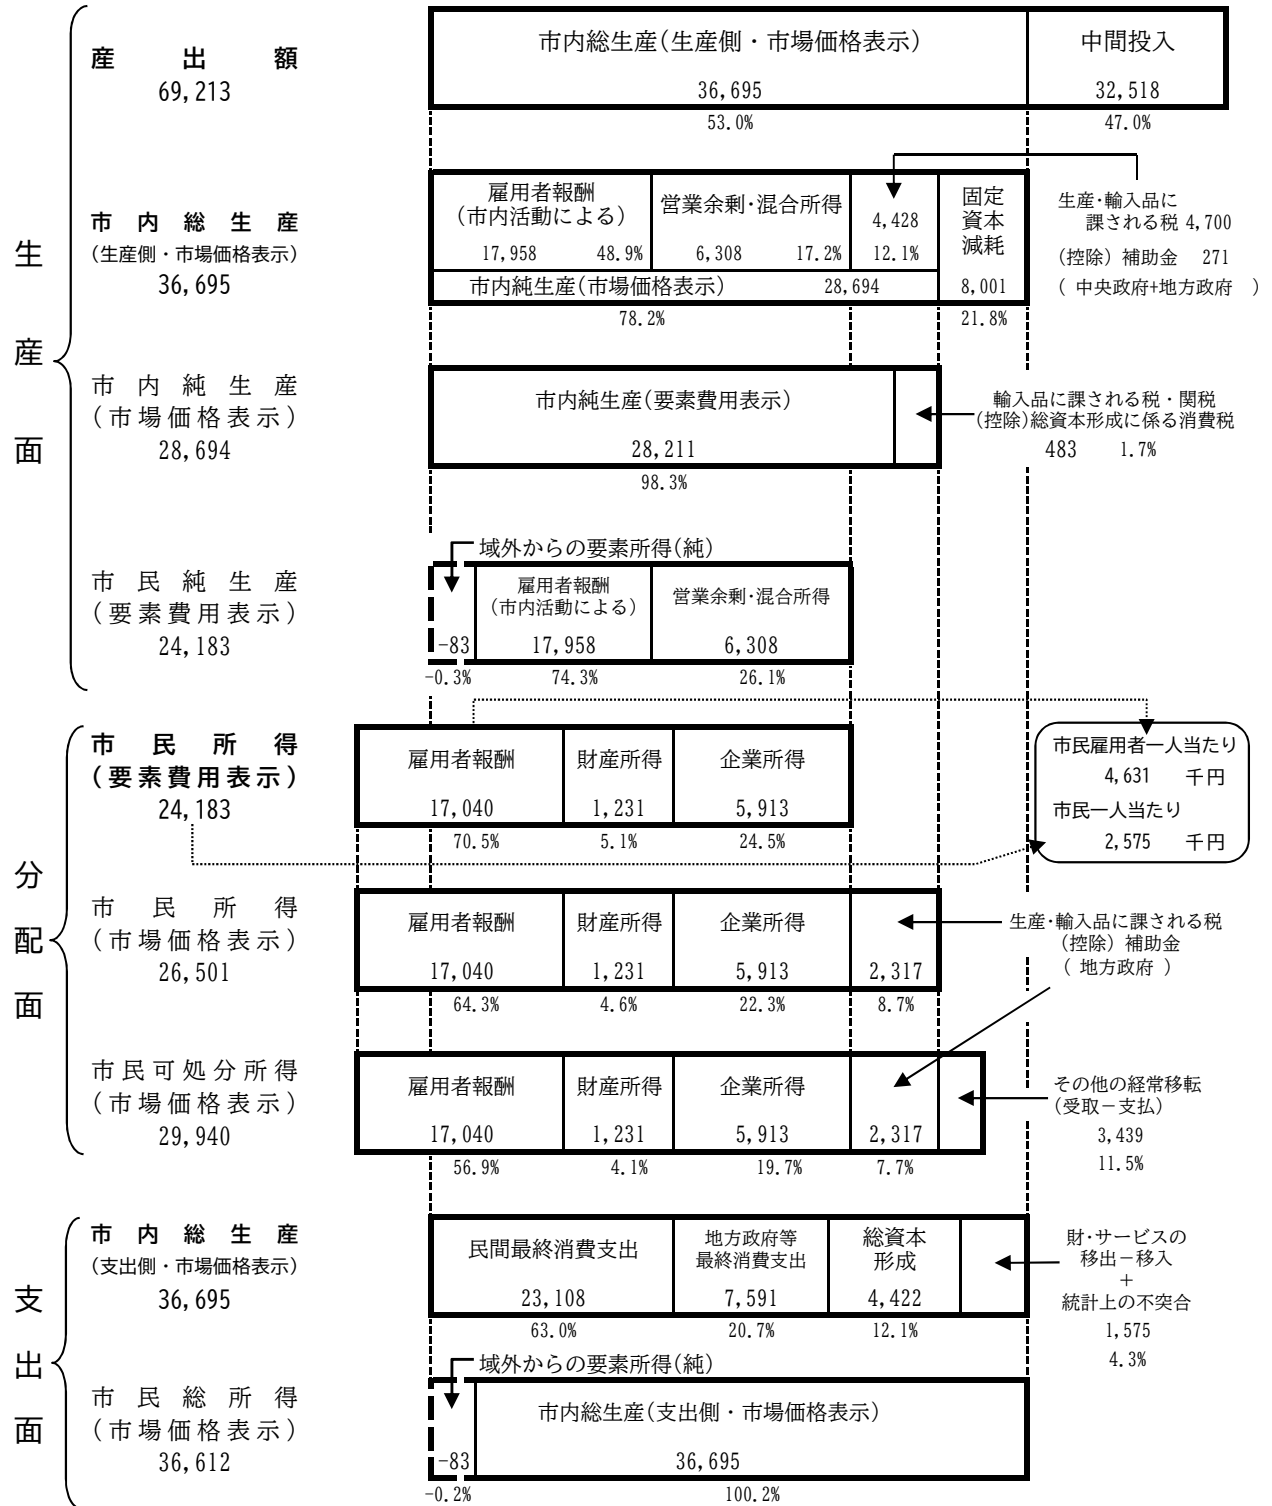 生産面
産出額
69,213
市内総生産(生産側・市場価格表示)
36,695
53.0%
中間投入
32,518
47.0%
市内総生産
(生産側・市場価格表示)
36,695
雇用者報酬
(市内活動による)
17,958 48.9%
営業余剰・混合所得
6,308 17.2%
4,428
12.1%
固定
資本
減耗
8,001
21.8%
市内純生産(市場価格表示) 28,694
78.2%
生産・輸入品に
課される税 4,700
(控除) 補助金 271
( 中央政府+地方政府 )
市内純生産
(市場価格表示)
28,694
市内純生産(要素費用表示)
28,211
98.3%
輸入品に課される税・関税
(控除)総資本形成に係る消費税
483 1.7%
市民純生産
(要素費用表示)
24,183
域外からの要素所得(純)
-83
-0.3%
雇用者報酬
(市内活動による)
17,958
74.3%
営業余剰・混合所得
6,308
26.1%
分配面
市民所得
(要素費用表示)
24,183
雇用者報酬
17,040
70.5%
財産所得
1,231
5.1%
企業所得
5,913
24.5%
市民雇用者一人当たり
4,631 千円
市民一人当たり
2,575 千円
市民所得
(市場価格表示)
26,501
雇用者報酬
17,040
64.3%
財産所得
1,231
4.6%
企業所得
5,913
22.3%
2,317
8.7%
生産・輸入品に課される税
(控除) 補助金
( 地方政府 )
市民可処分所得
(市場価格表示)
29,940
雇用者報酬
17,040
56.9%
財産所得
1,231
4.1%
企業所得
5,913
19.7%
2,317
7.7%
その他の経常移転
(受取－支払)
3,439
11.5%
支出面
市内総生産
(支出側・市場価格表示)
36,695
民間最終消費支出
23,108
63.0%
地方政府等
最終消費支出
7,591
20.7%
総資本
形成
4,422
12.1%
財・サービスの
移出－移入
+
統計上の不突合
1,575
4.3%
市民総所得
(市場価格表示)
36,612
域外からの要素所得(純)
-83
-0.2%
市内総生産(支出側・市場価格表示)
36,695
100.2%